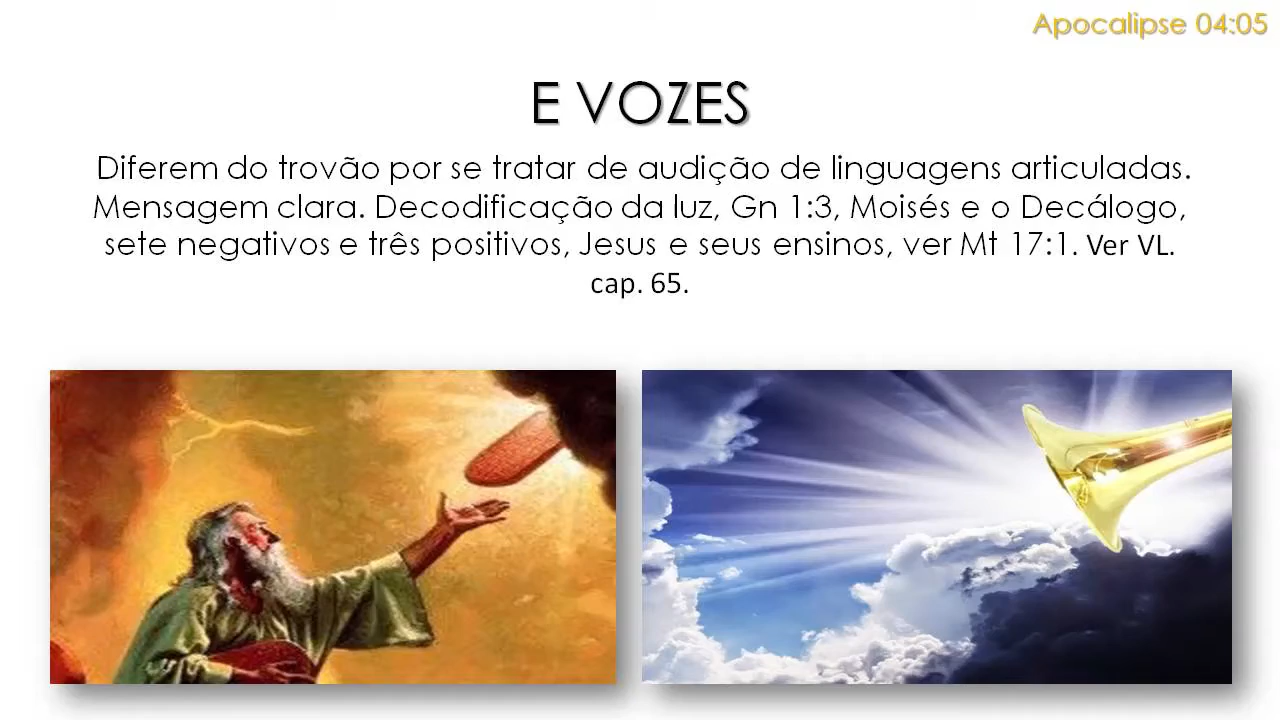 Apocalipse 04:05
E VOZES
Diferem do trovão por se tratar de audição de linguagens articuladas.
Mensagem clara. Decodificação da luz, Gn 1:3, Moisés e o Decálogo,
sete negativos e três positivos, Jesus e seus ensinos, ver Mt 17:1. Ver VL.
cap. 65.